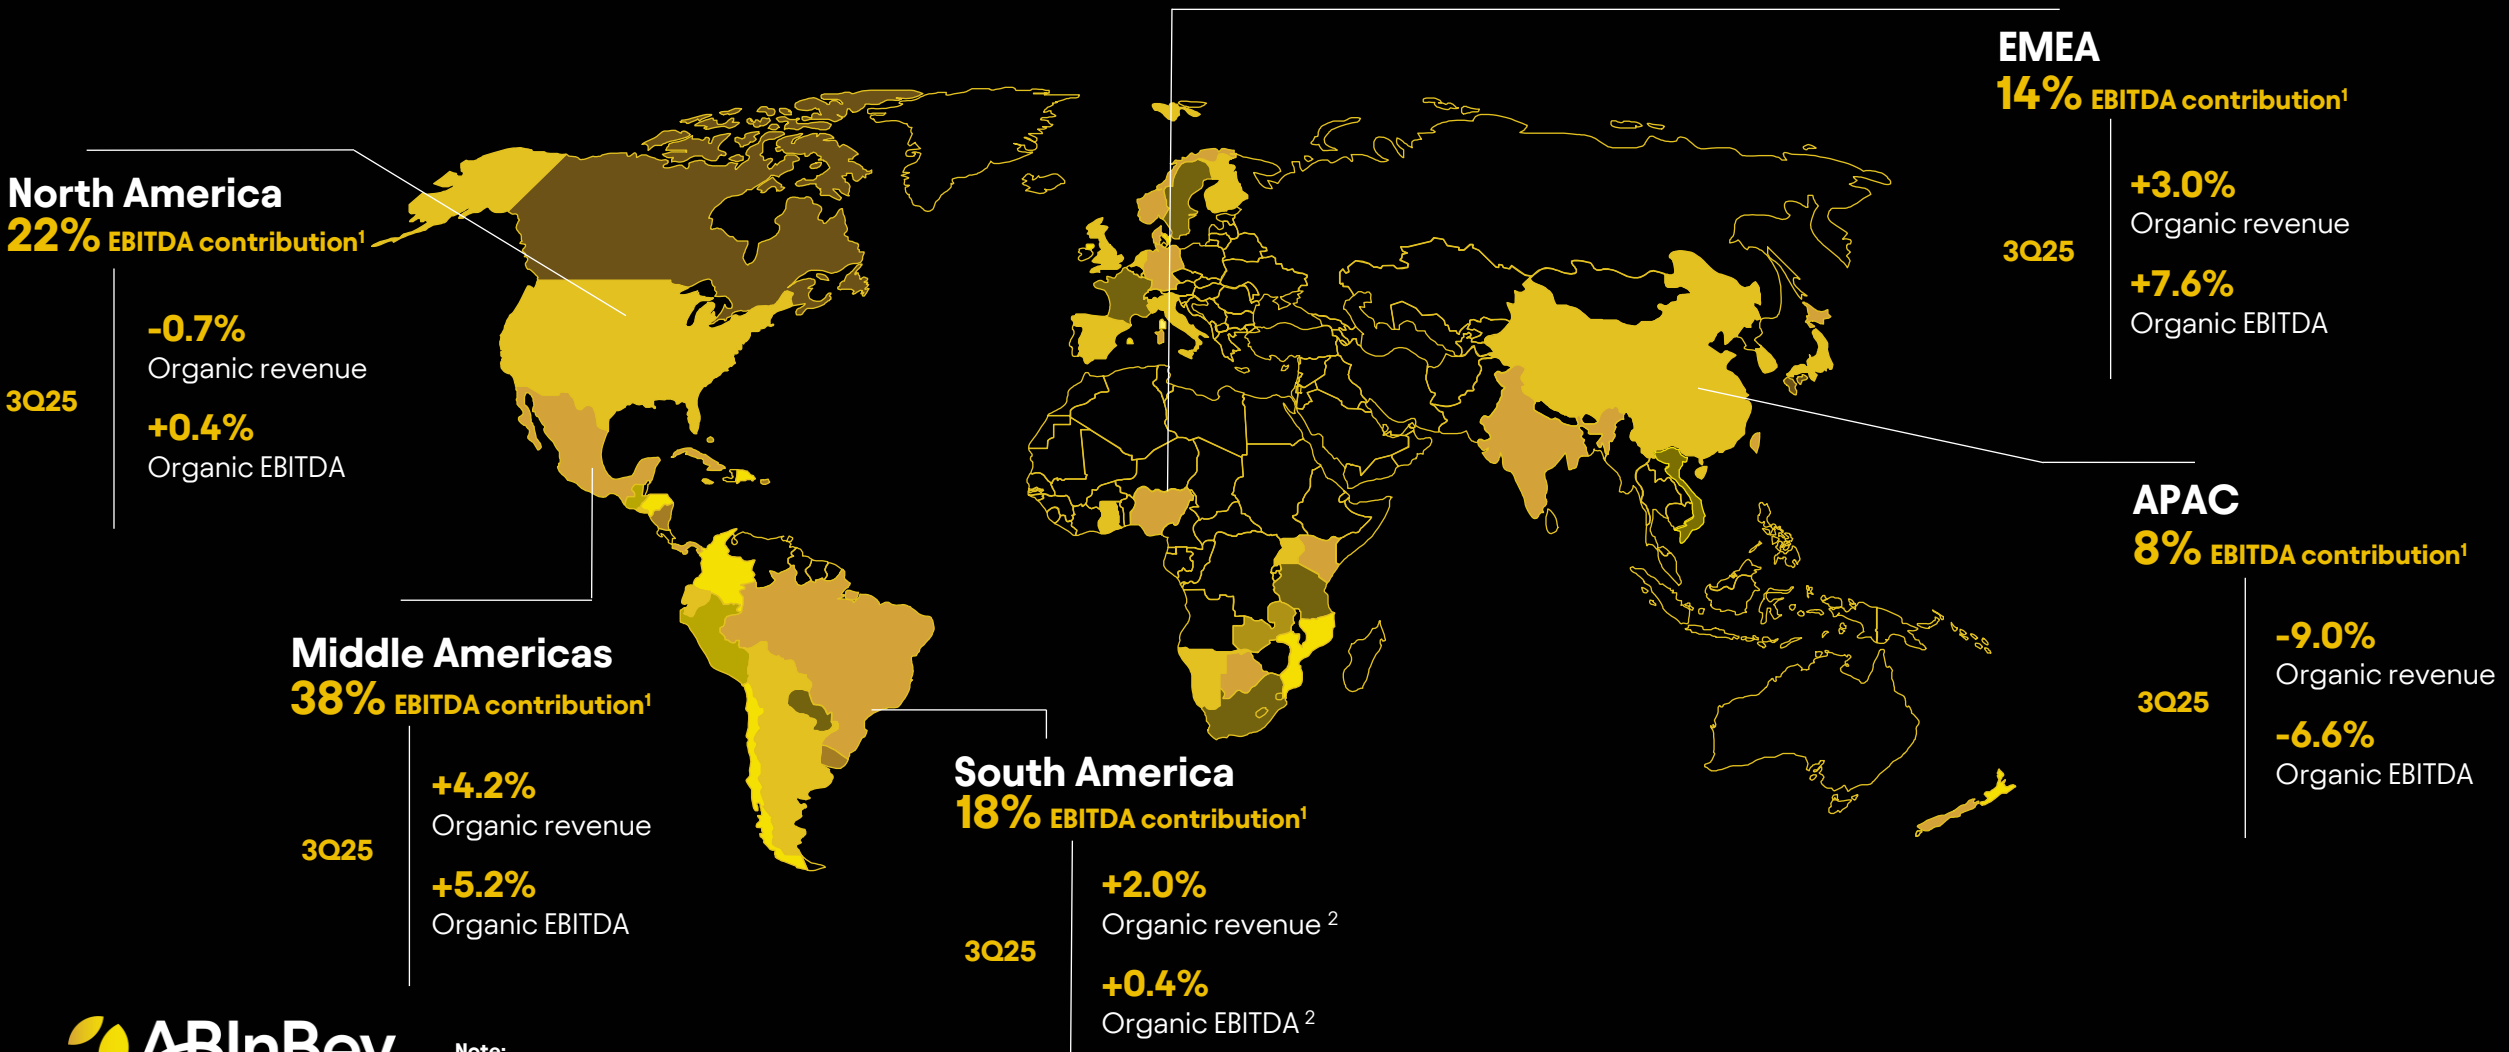 EMEA
14% EBITDA contribution¹
3Q25
+3.0%
Organic revenue
+7.6%
Organic EBITDA
North America
22% EBITDA contribution¹
3Q25
-0.7%
Organic revenue
+0.4%
Organic EBITDA
APAC
8% EBITDA contribution¹
3Q25
-9.0%
Organic revenue
-6.6%
Organic EBITDA
Middle Americas
38% EBITDA contribution¹
3Q25
+4.2%
Organic revenue
+5.2%
Organic EBITDA
South America
18% EBITDA contribution¹
3Q25
+2.0%
Organic revenue ²
+0.4%
Organic EBITDA ²
ABInBev
Note: